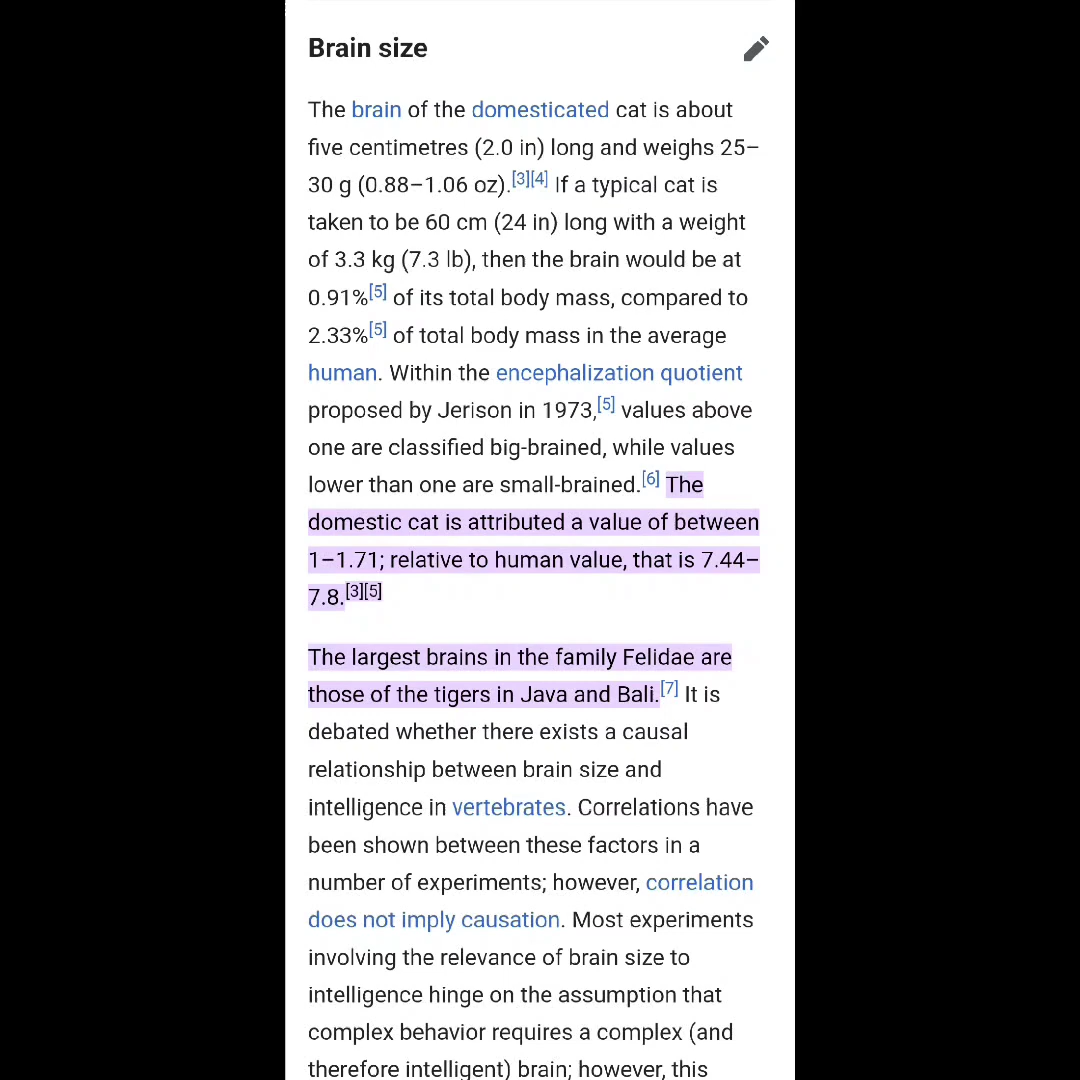 Brain size
The brain of the domesticated cat is about
five centimetres (2.0 in) long and weighs 25–
30 g (0.88–1.06 oz).[3][4] If a typical cat is
taken to be 60 cm (24 in) long with a weight
of 3.3 kg (7.3 lb), then the brain would be at
0.91%[5] of its total body mass, compared to
2.33%[5] of total body mass in the average
human. Within the encephalization quotient
proposed by Jerison in 1973,[5] values above
one are classified big-brained, while values
lower than one are small-brained.[6] The
domestic cat is attributed a value of between
1–1.71; relative to human value, that is 7.44–
7.8.[3][5]
The largest brains in the family Felidae are
those of the tigers in Java and Bali.[7] It is
debated whether there exists a causal
relationship between brain size and
intelligence in vertebrates. Correlations have
been shown between these factors in a
number of experiments; however, correlation
does not imply causation. Most experiments
involving the relevance of brain size to
intelligence hinge on the assumption that
complex behavior requires a complex (and
therefore intelligent) brain; however, this